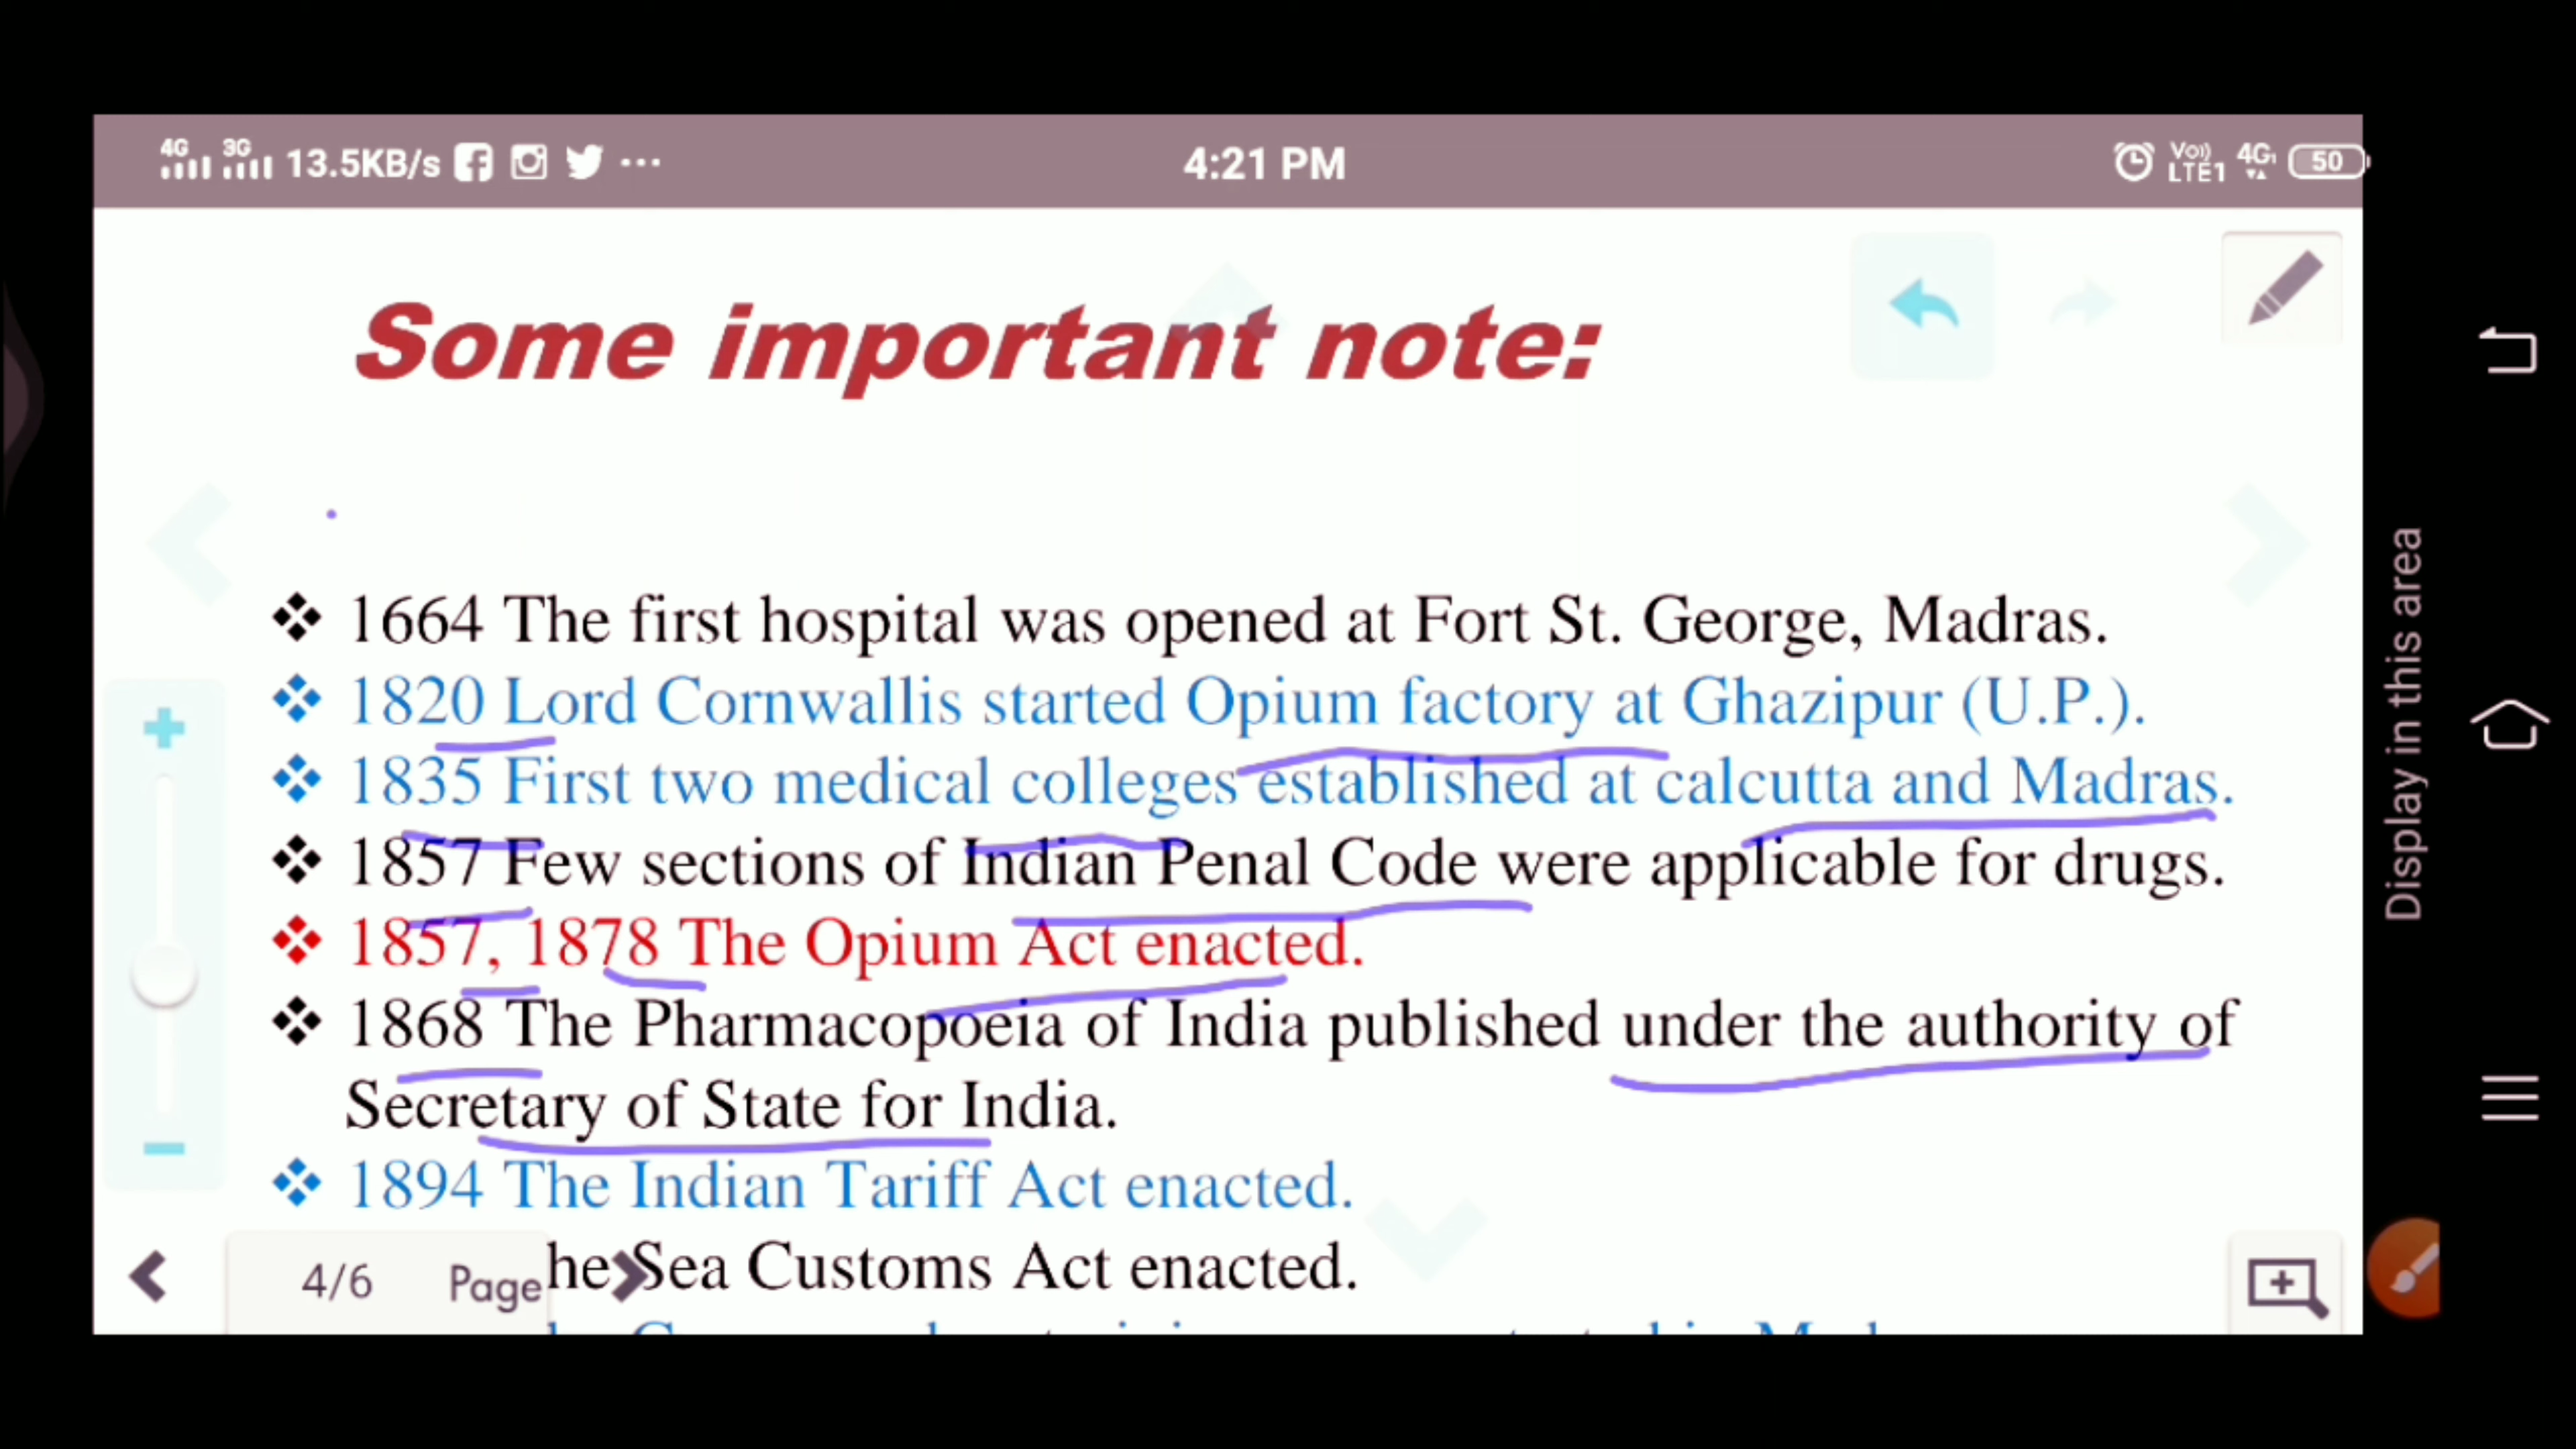 4G 3G 13.5KB/s ... 4:21 PM Vo)) LTE1 4G1 50
Some important note:
❖ 1664 The first hospital was opened at Fort St. George, Madras.
❖ 1820 Lord Cornwallis started Opium factory at Ghazipur (U.P.).
❖ 1835 First two medical colleges established at calcutta and Madras.
❖ 1857 Few sections of Indian Penal Code were applicable for drugs.
❖ 1857, 1878 The Opium Act enacted.
❖ 1868 The Pharmacopoeia of India published under the authority of
Secretary of State for India.
❖ 1894 The Indian Tariff Act enacted.
he Sea Customs Act enacted.
4/6 Page
Display in this area